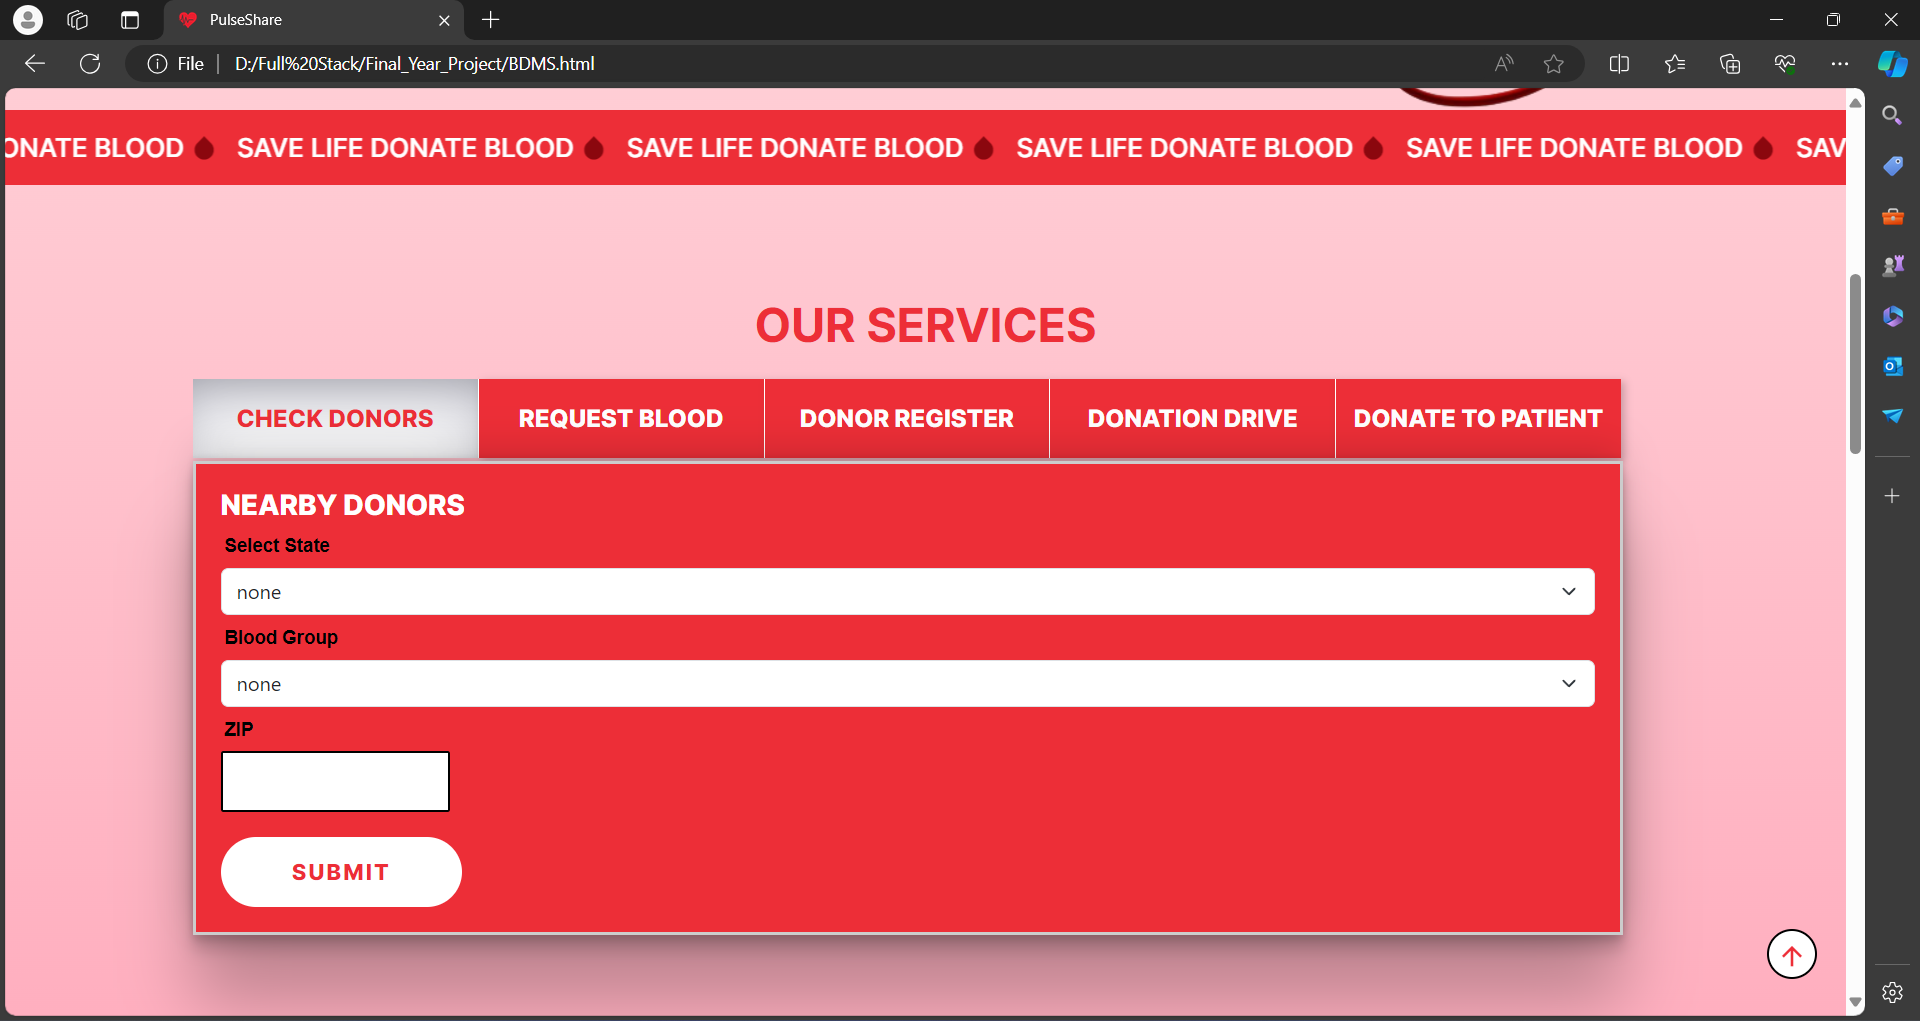 PulseShare
File
D:/Full%20Stack/Final_Year_Project/BDMS.html
ONATE BLOOD SAVE LIFE DONATE BLOOD SAVE LIFE DONATE BLOOD SAVE LIFE DONATE BLOOD SAVE LIFE DONATE BLOOD SAV
OUR SERVICES
CHECK DONORS REQUEST BLOOD DONOR REGISTER DONATION DRIVE DONATE TO PATIENT
NEARBY DONORS
Select State
none
Blood Group
none
ZIP
SUBMIT